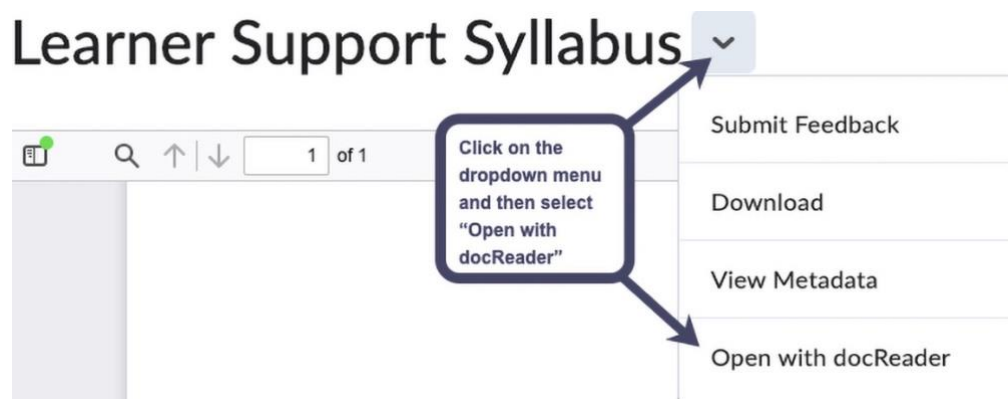 Learner Support Syllabus
Submit Feedback
1 of 1
Click on the
dropdown menu
and then select
“Open with
docReader”
Download
View Metadata
Open with docReader